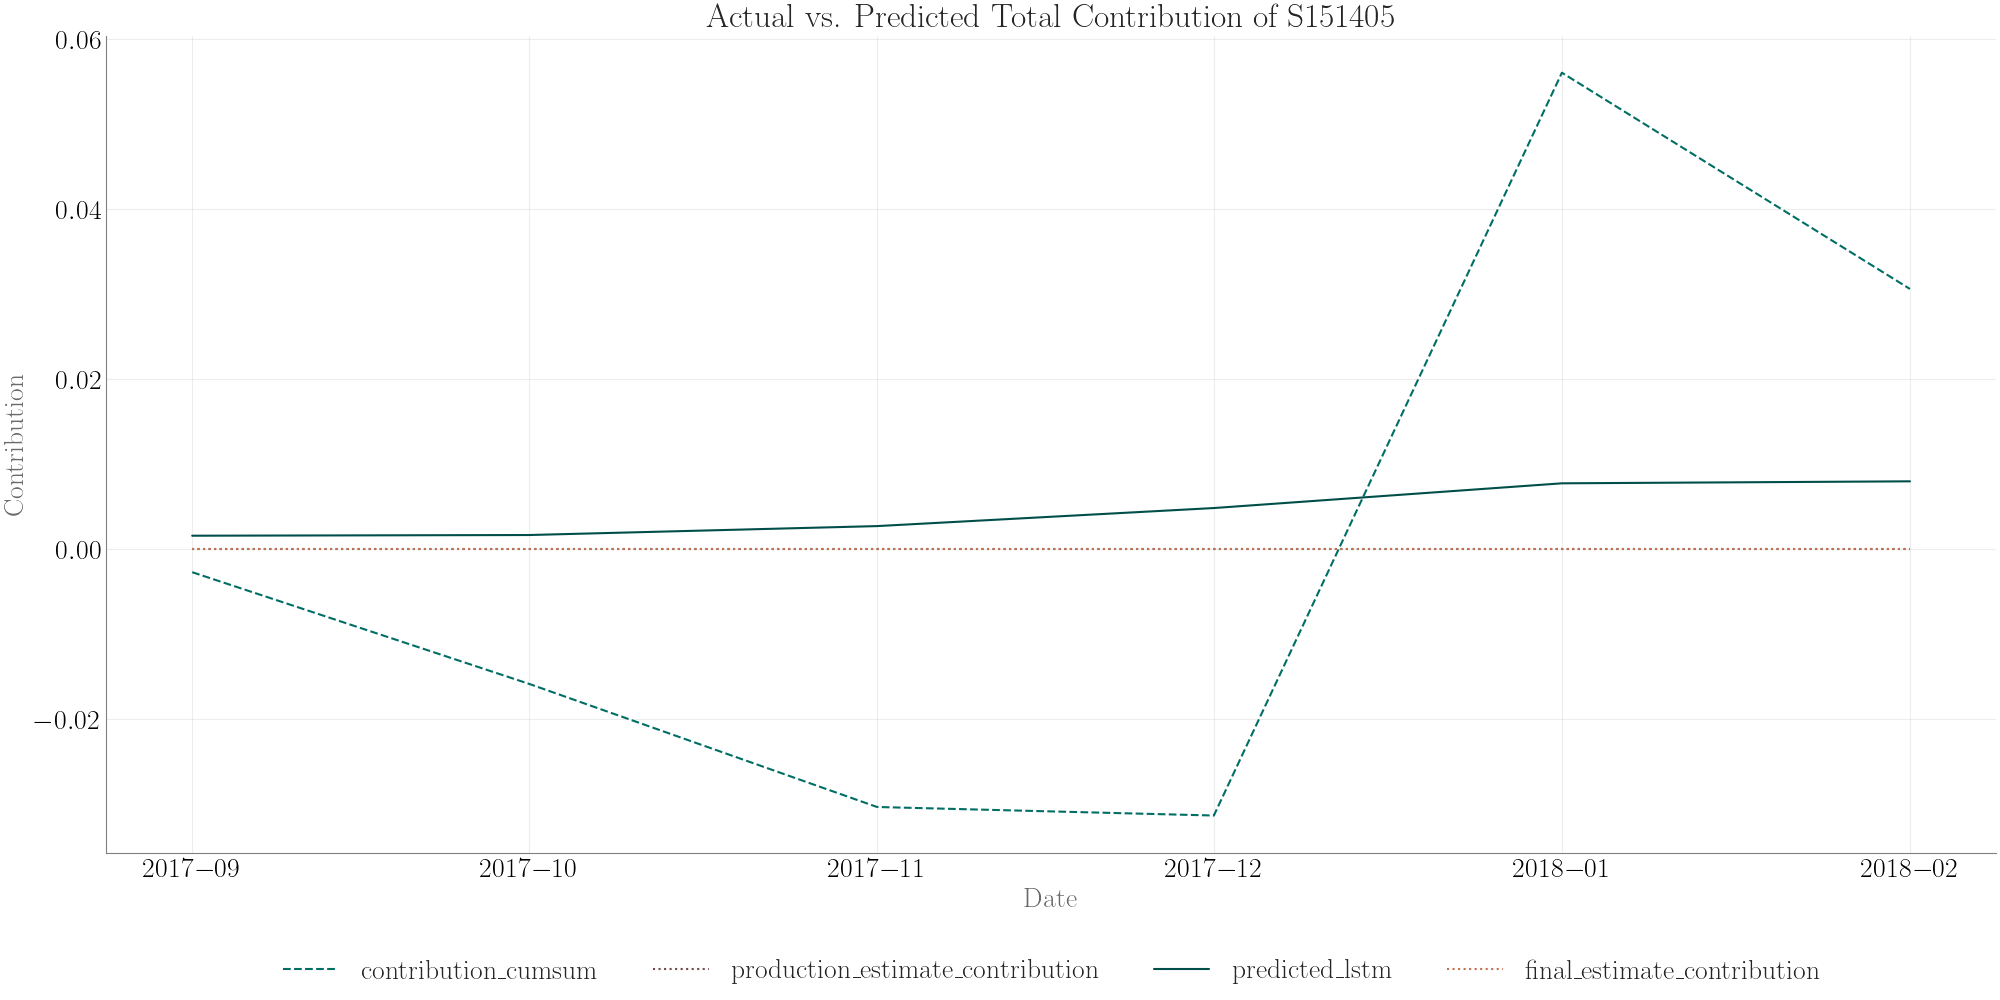 Actual vs. Predicted Total Contribution of S151405
0.06
0.04
0.02
0.00
−0.02
Contribution
2017−09 2017−10 2017−11 2017−12 2018−01 2018−02
Date
contribution_cumsum production_estimate_contribution predicted_lstm final_estimate_contribution